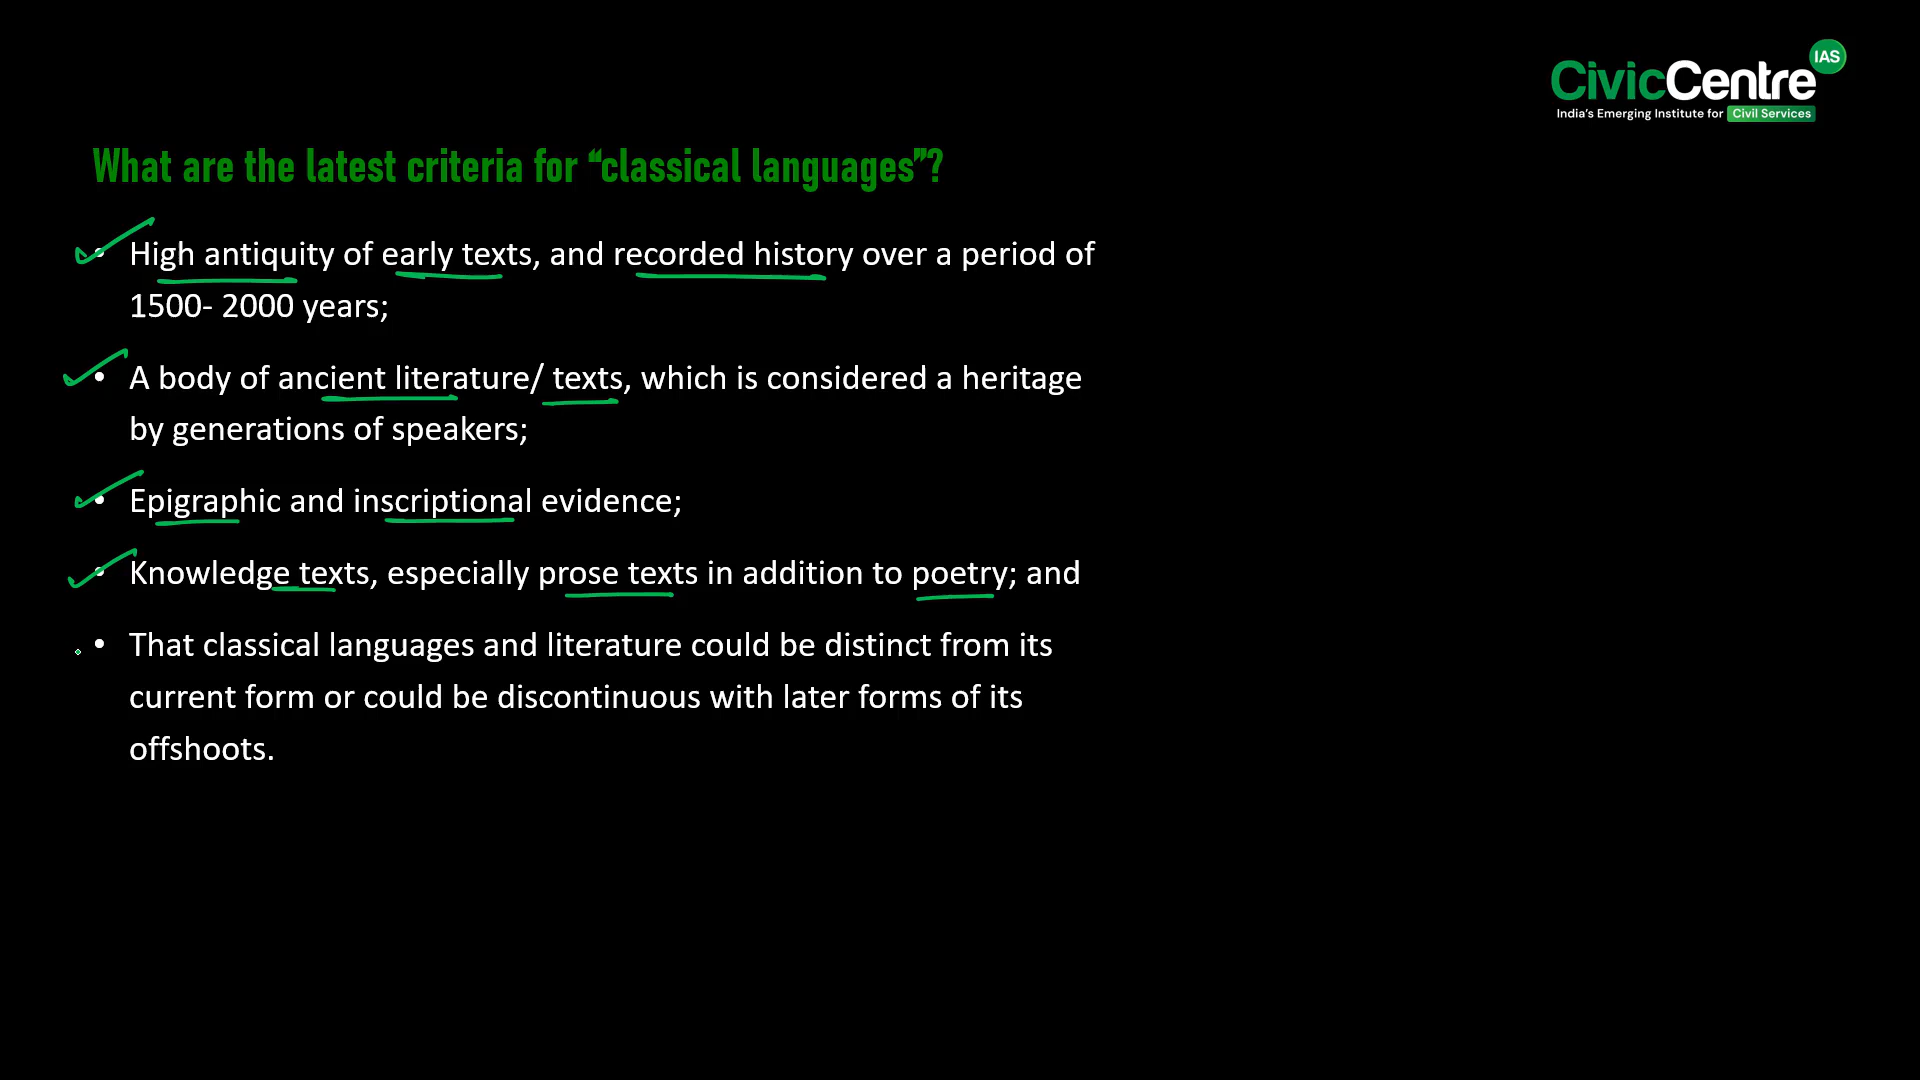 IAS
CivicCentre
India's Emerging Institute for Civil Services
What are the latest criteria for “classical languages”?
• High antiquity of early texts, and recorded history over a period of
1500- 2000 years;
• A body of ancient literature/ texts, which is considered a heritage
by generations of speakers;
• Epigraphic and inscriptional evidence;
• Knowledge texts, especially prose texts in addition to poetry; and
• That classical languages and literature could be distinct from its
current form or could be discontinuous with later forms of its
offshoots.